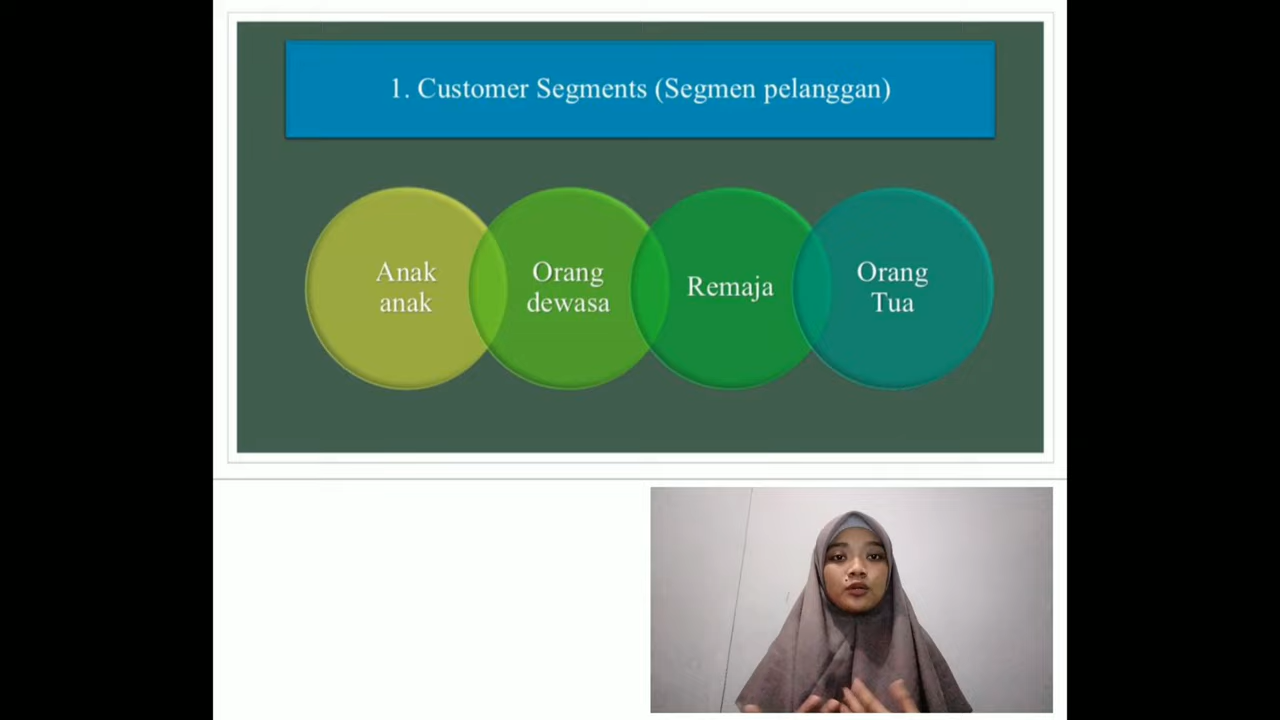 1. Customer Segments (Segmen pelanggan)
Anak
anak
Orang
dewasa
Remaja
Orang
Tua